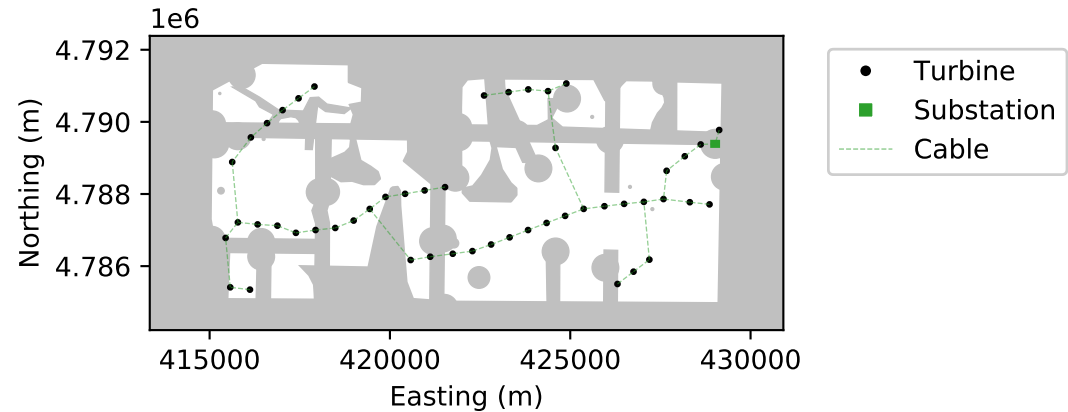 1e6
4.792
4.790
4.788
4.786
Northing (m)
415000 420000 425000 430000
Easting (m)
Turbine
Substation
Cable